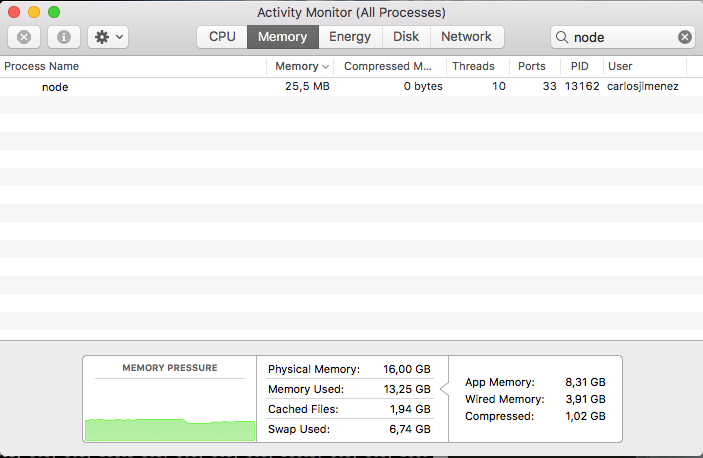 Activity Monitor (All Processes)
CPU Memory Energy Disk Network node
Process Name Memory Compressed M... Threads Ports PID User
node 25,5 MB 0 bytes 10 33 13162 carlosjimenez
MEMORY PRESSURE
Physical Memory: 16,00 GB
Memory Used: 13,25 GB
Cached Files: 1,94 GB
Swap Used: 6,74 GB
App Memory: 8,31 GB
Wired Memory: 3,91 GB
Compressed: 1,02 GB